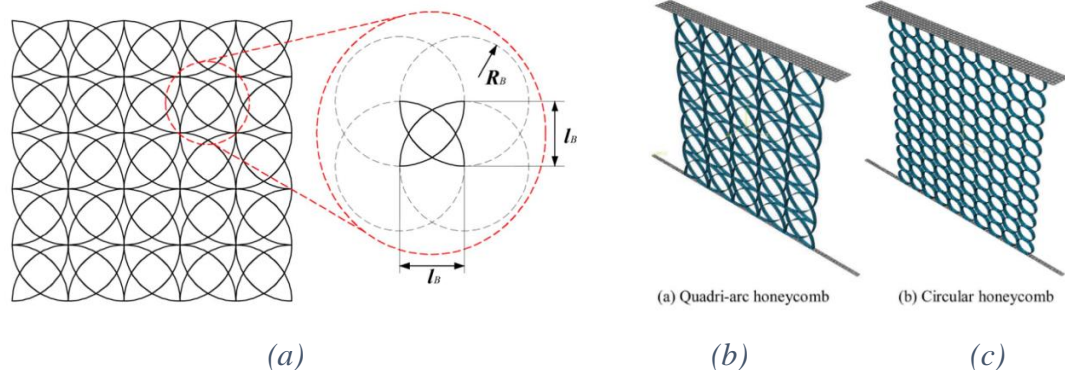 R_B
l_B
l_B
(a) Quadri-arc honeycomb
(b) Circular honeycomb
(a)
(b)
(c)